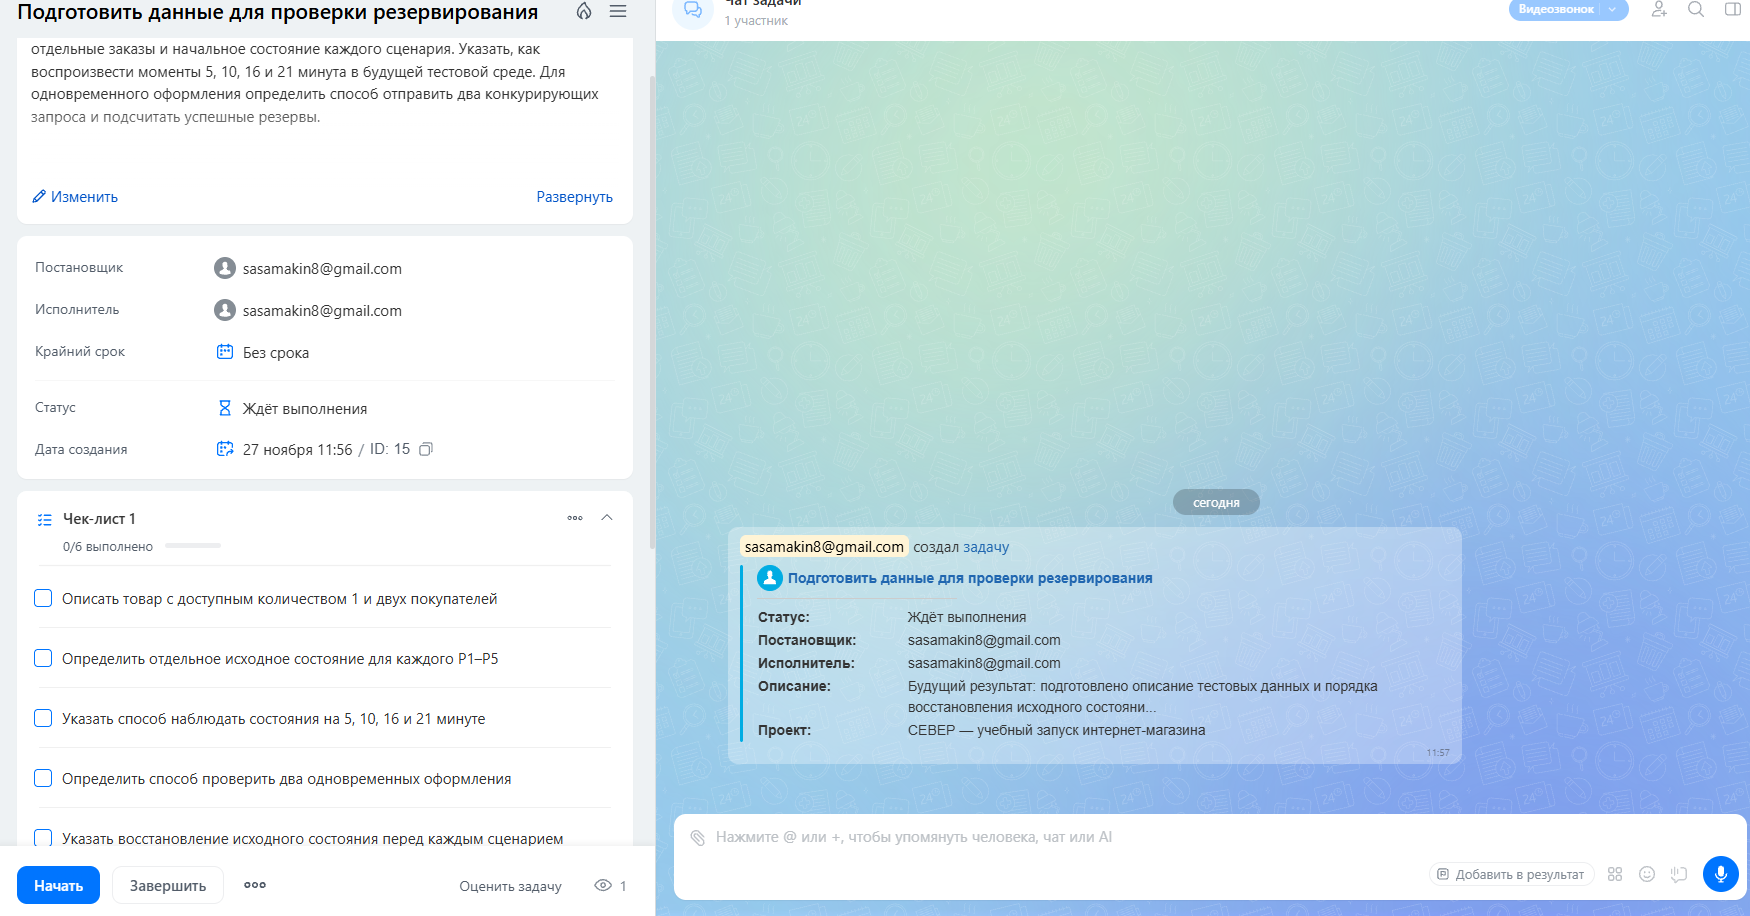 Подготовить данные для проверки резервирования
отдельные заказы и начальное состояние каждого сценария. Указать, как
воспроизвести моменты 5, 10, 16 и 21 минута в будущей тестовой среде. Для
одновременного оформления определить способ отправить два конкурирующих
запроса и подсчитать успешные резервы.
Изменить
Развернуть
Постановщик
sasamakin8@gmail.com
Исполнитель
sasamakin8@gmail.com
Крайний срок
Без срока
Статус
Ждёт выполнения
Дата создания
27 ноября 11:56 / ID: 15
Чек-лист 1
0/6 выполнено
Описать товар с доступным количеством 1 и двух покупателей
Определить отдельное исходное состояние для каждого P1–P5
Указать способ наблюдать состояния на 5, 10, 16 и 21 минуте
Определить способ проверить два одновременных оформления
Указать восстановление исходного состояния перед каждым сценарием
Начать
Завершить
Оценить задачу
1
Чат задачи
1 участник
Видеозвонок
сегодня
sasamakin8@gmail.com создал задачу
Подготовить данные для проверки резервирования
Статус: Ждёт выполнения
Постановщик: sasamakin8@gmail.com
Исполнитель: sasamakin8@gmail.com
Описание: Будущий результат: подготовлено описание тестовых данных и порядка
восстановления исходного состояни...
Проект: СЕВЕР — учебный запуск интернет-магазина
11:57
Нажмите @ или +, чтобы упомянуть человека, чат или AI
Добавить в результат